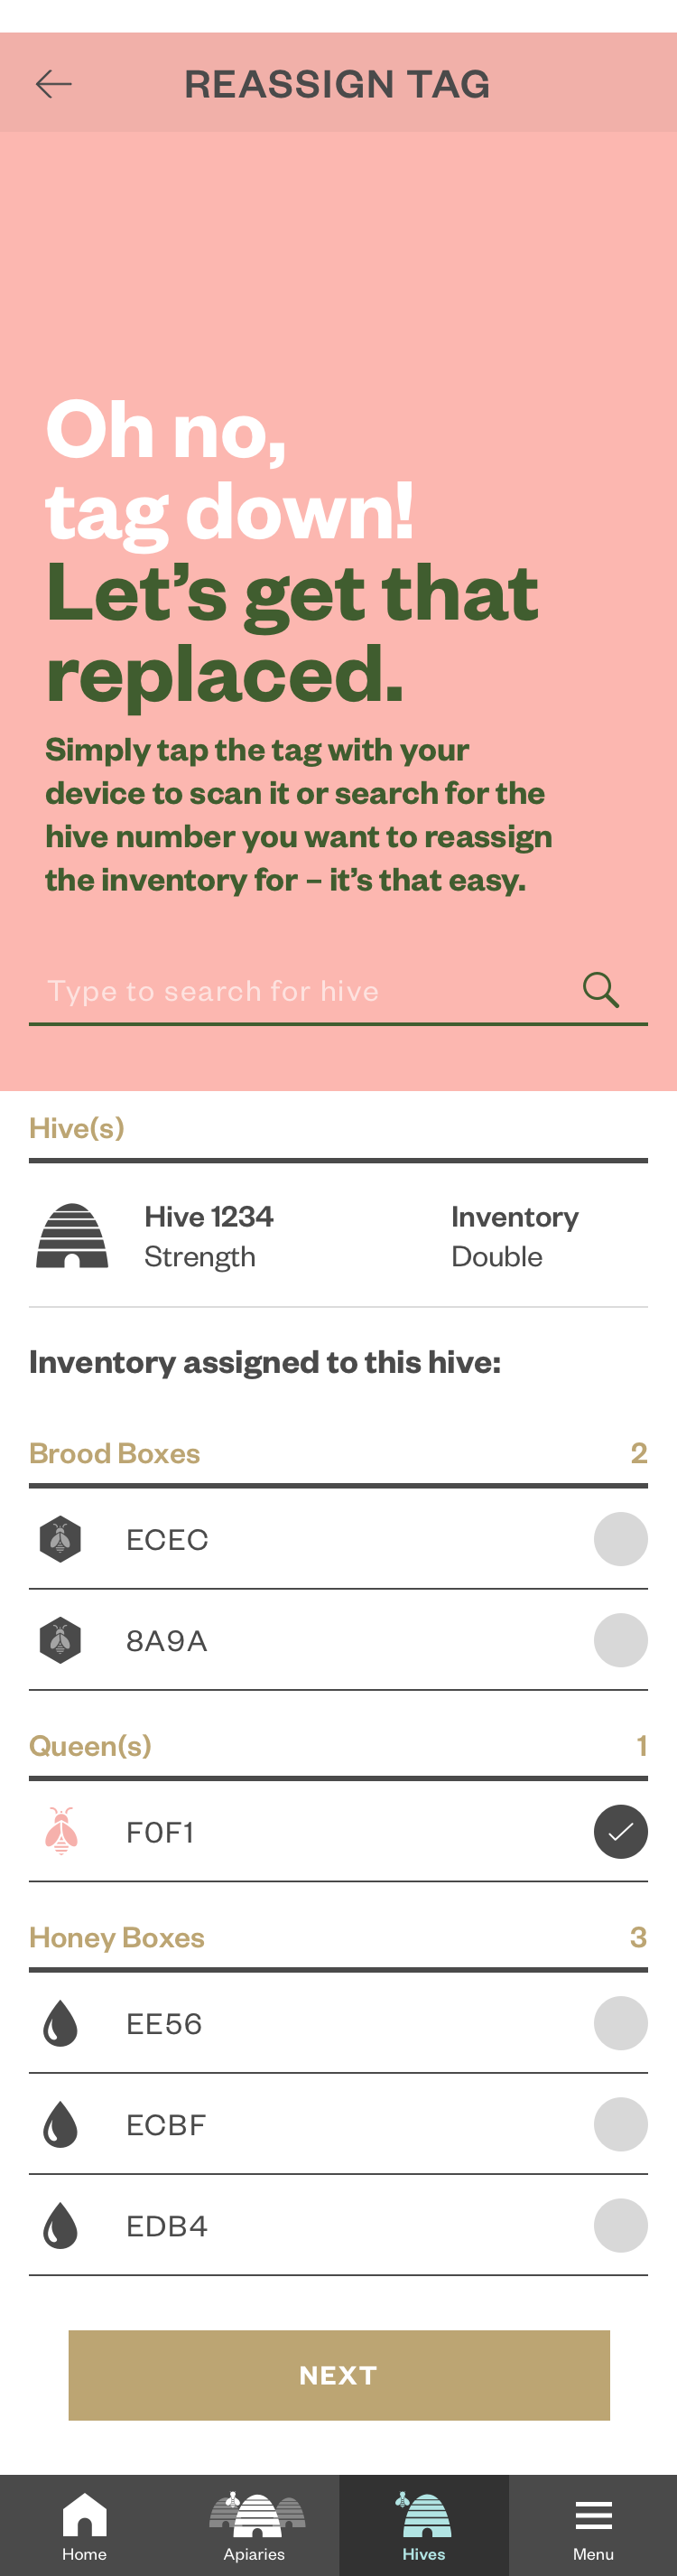 REASSIGN TAG
Oh no,
tag down!
Let’s get that
replaced.
Simply tap the tag with your
device to scan it or search for the
hive number you want to reassign
the inventory for – it’s that easy.
Type to search for hive
Hive(s)
Hive 1234 Inventory
Strength Double
Inventory assigned to this hive:
Brood Boxes 2
ECEC
8A9A
Queen(s) 1
F0F1
Honey Boxes 3
EE56
ECBF
EDB4
NEXT
Home Apiaries Hives Menu